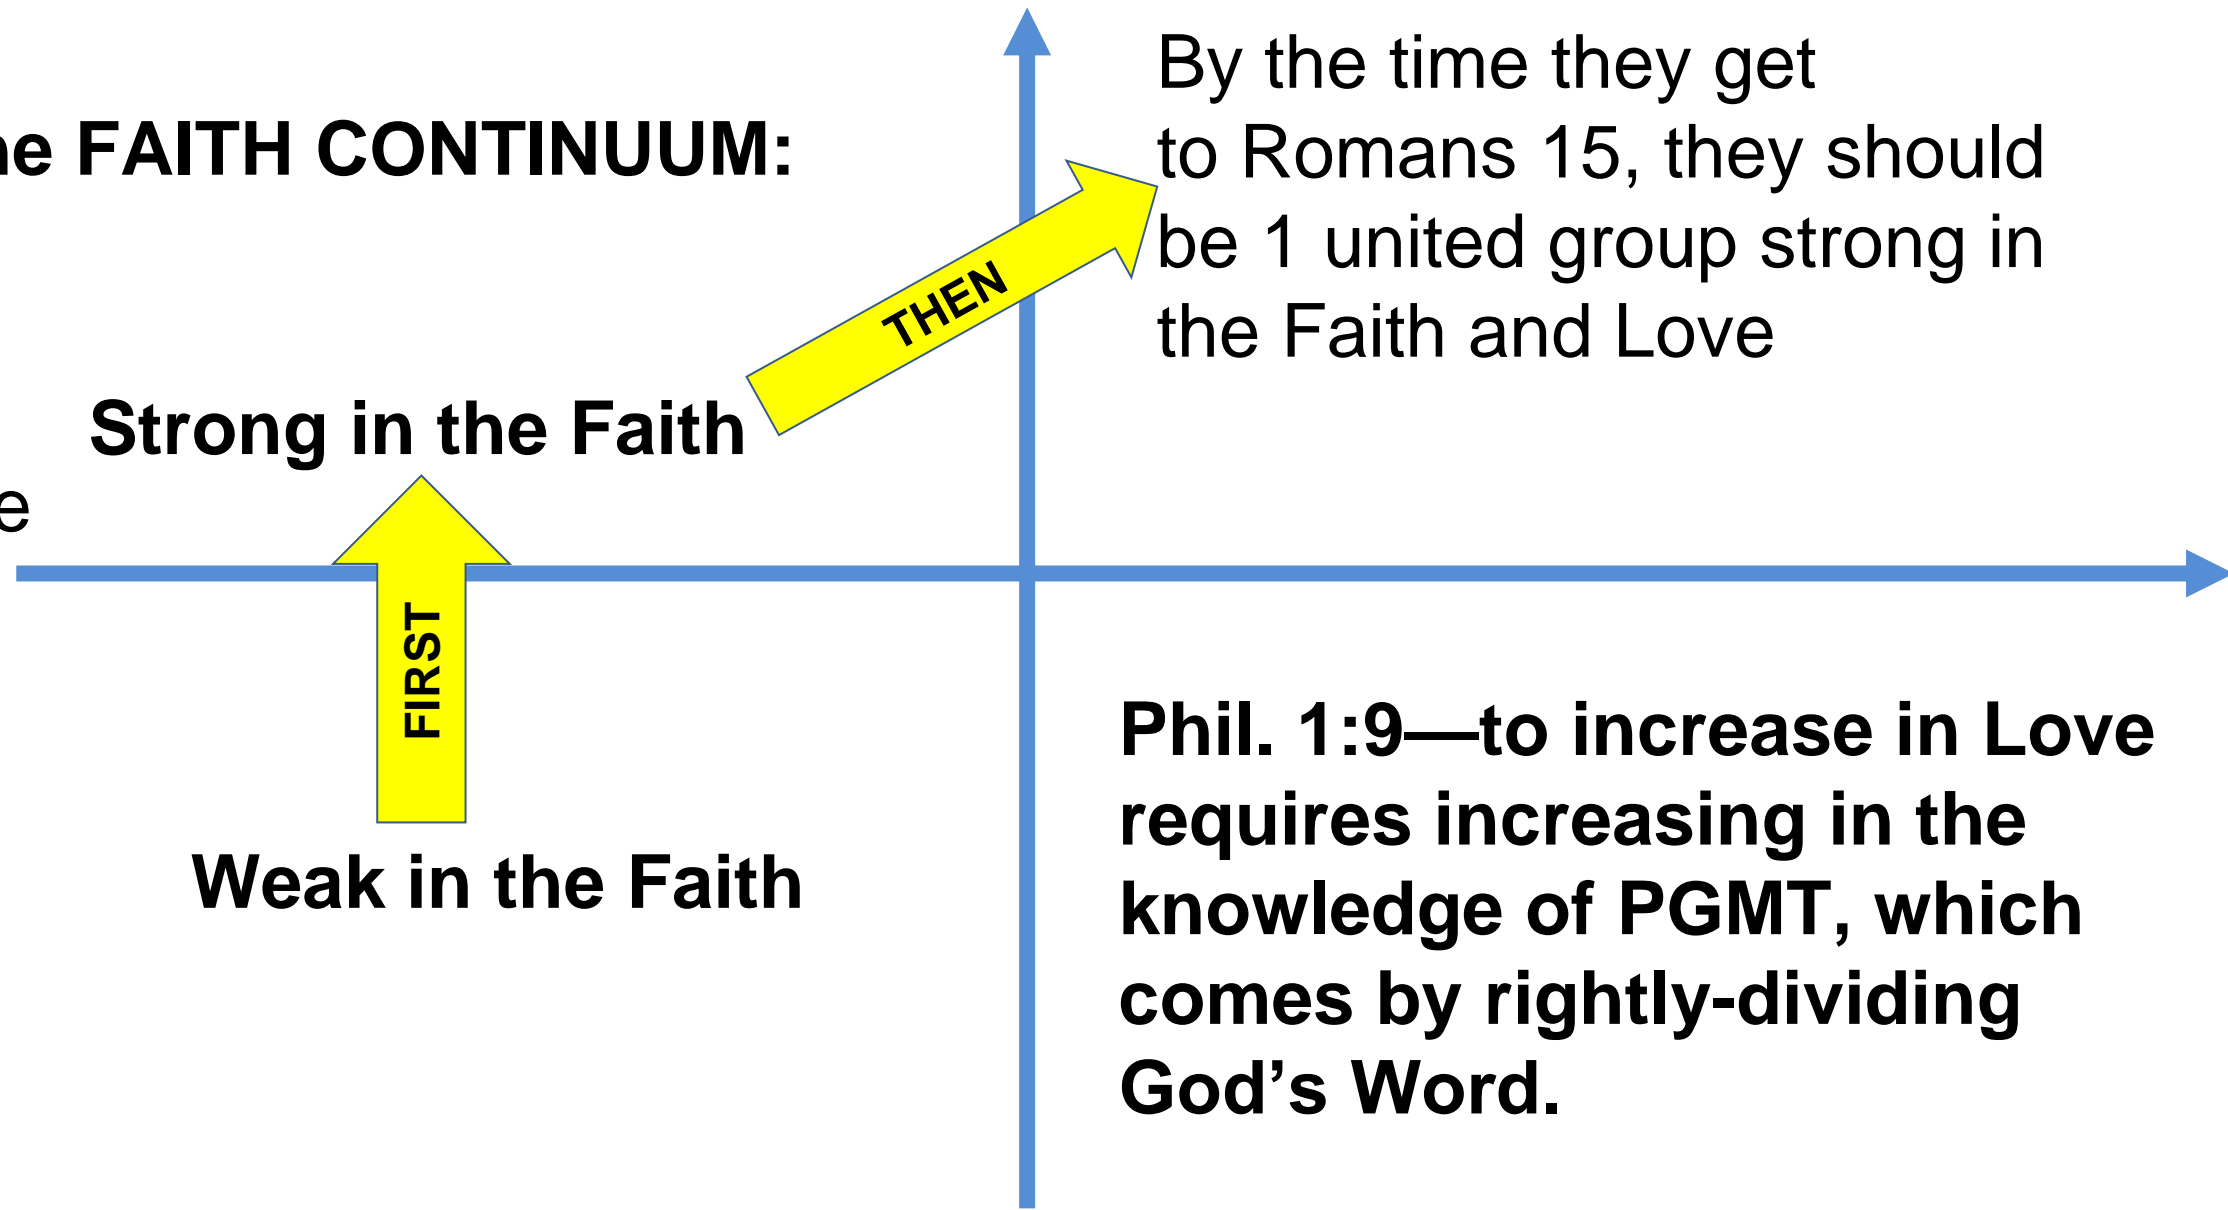 FAITH CONTINUUM:
By the time they get
to Romans 15, they should
be 1 united group strong in
the Faith and Love
THEN
Strong in the Faith
FIRST
Weak in the Faith
Phil. 1:9—to increase in Love
requires increasing in the
knowledge of PGMT, which
comes by rightly-dividing
God’s Word.